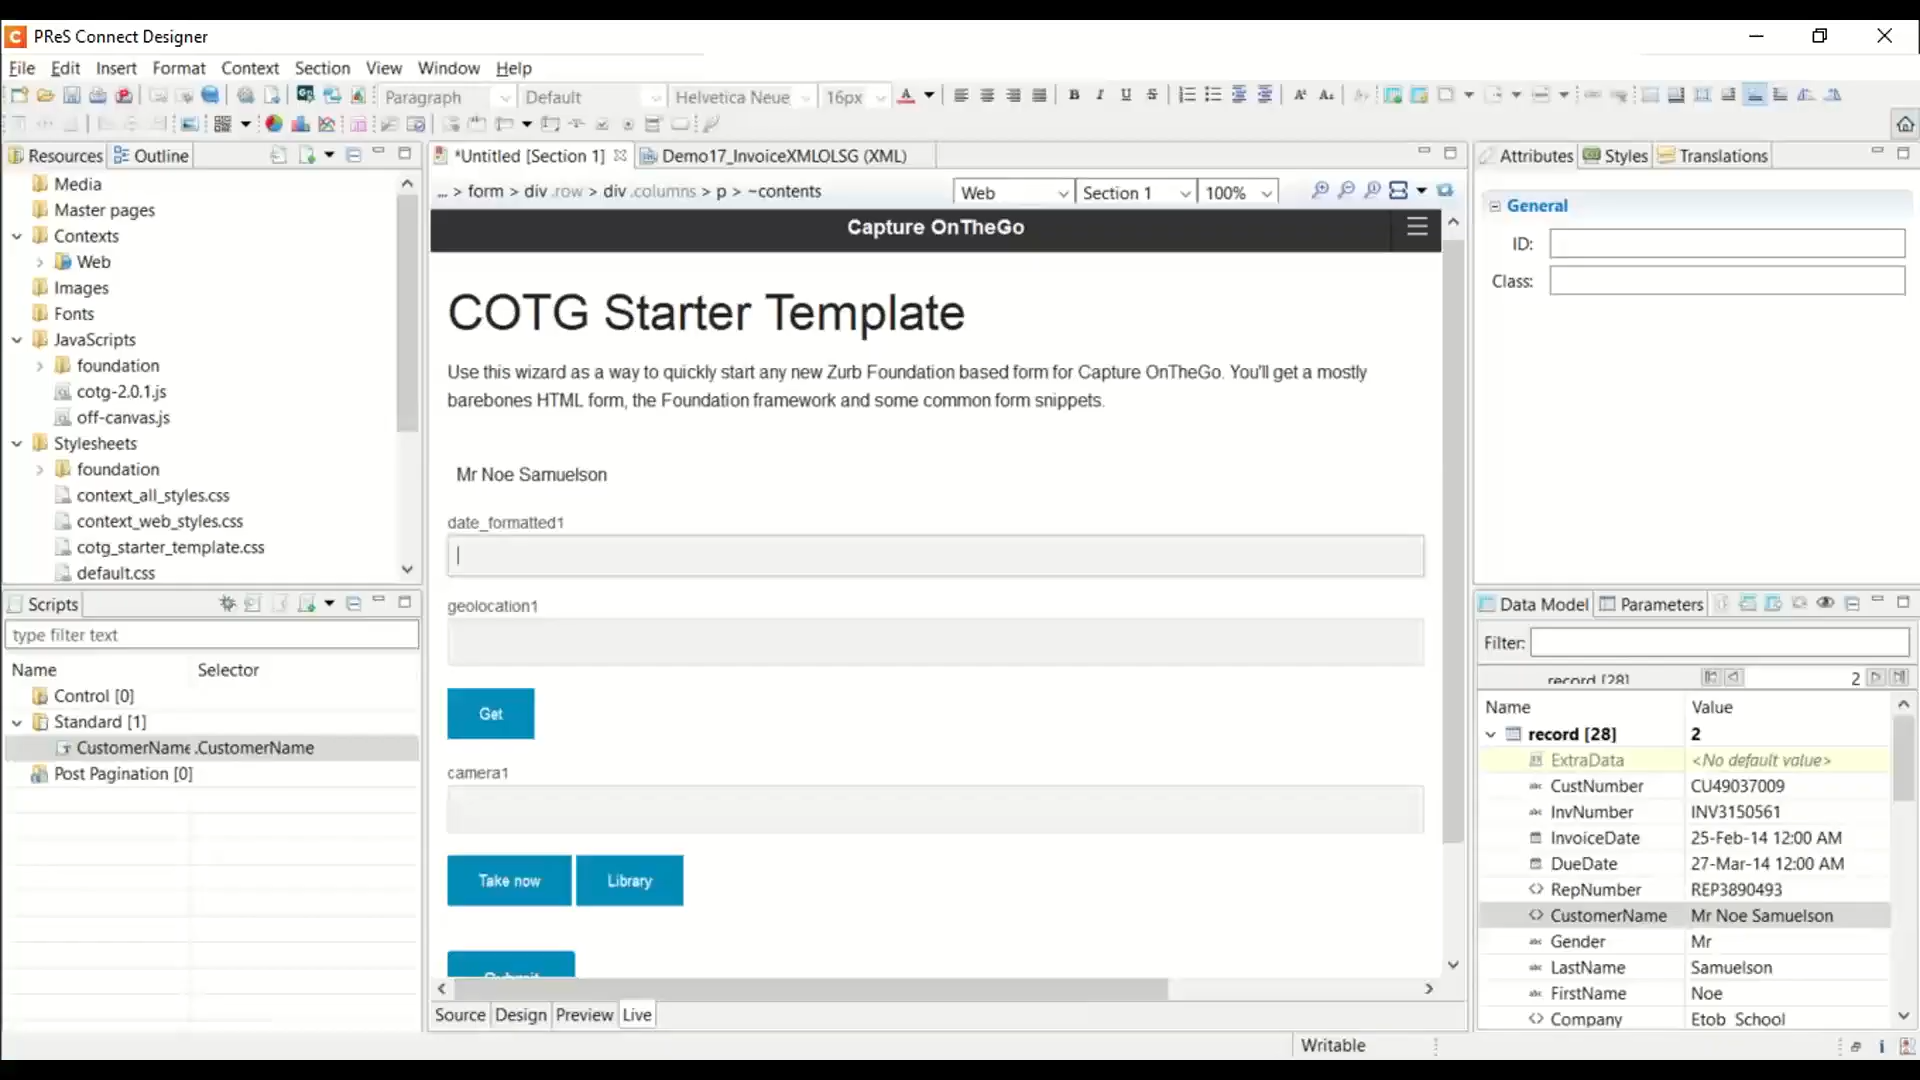 PReS Connect Designer
File Edit Insert Format Context Section View Window Help
Paragraph Default Helvetica Neue 16px
Resources Outline
Media
Master pages
Contexts
Web
Images
Fonts
JavaScripts
foundation
cotg-2.0.1.js
off-canvas.js
Stylesheets
foundation
context_all_styles.css
context_web_styles.css
cotg_starter_template.css
default.css
Scripts
type filter text
Name Selector
Control [0]
Standard [1]
CustomerName .CustomerName
Post Pagination [0]
*Untitled [Section 1] Demo17_InvoiceXMLOLSG (XML)
... > form > div .row > div .columns > p > ~contents
Web Section 1 100%
Capture OnTheGo
COTG Starter Template
Use this wizard as a way to quickly start any new Zurb Foundation based form for Capture OnTheGo. You'll get a mostly
barebones HTML form, the Foundation framework and some common form snippets.
Mr Noe Samuelson
date_formatted1
geolocation1
Get
camera1
Take now Library
Submit
Source Design Preview Live
Attributes Styles Translations
General
ID:
Class:
Data Model Parameters
Filter:
record [28] 2
Name Value
record [28] 2
ExtraData <No default value>
CustNumber CU49037009
InvNumber INV3150561
InvoiceDate 25-Feb-14 12:00 AM
DueDate 27-Mar-14 12:00 AM
RepNumber REP3890493
CustomerName Mr Noe Samuelson
Gender Mr
LastName Samuelson
FirstName Noe
Company Etob School
Writable